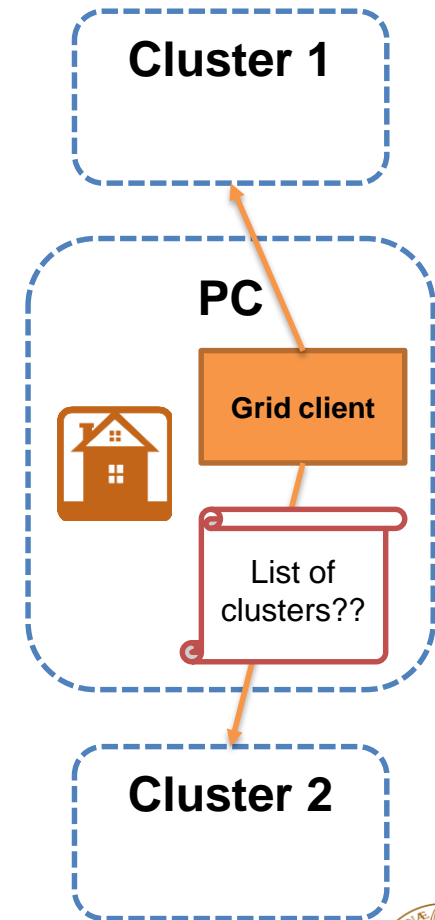 Cluster 1
PC
Grid client
List of
clusters??
Cluster 2